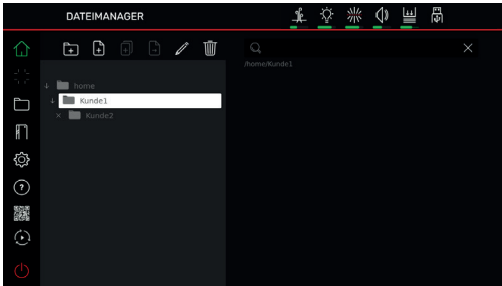 DATEIMANAGER
/home/Kunde1
home
Kunde1
Kunde2